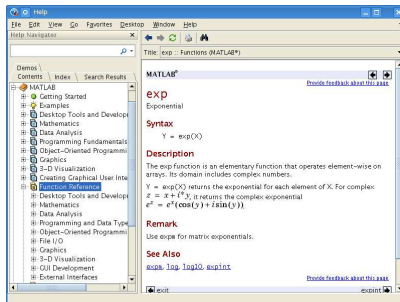 Help
File Edit View Go Favorites Desktop Window Help
Help Navigator
Title: exp :: Functions (MATLAB®)
Demos
Contents Index Search Results
MATLAB
Getting Started
Examples
Desktop Tools and Develop
Mathematics
Data Analysis
Programming Fundamentals
Object-Oriented Programmi
Graphics
3-D Visualization
Creating Graphical User Inte
Function Reference
Desktop Tools and Develop
Mathematics
Data Analysis
Programming and Data Type
Object-Oriented Programmi
File I/O
Graphics
3-D Visualization
GUI Development
External Interfaces
MATLAB®
Provide feedback about this page
exp
Exponential
Syntax
Y = exp(X)
Description
The exp function is an elementary function that operates element-wise on
arrays. Its domain includes complex numbers.
Y = exp(X) returns the exponential for each element of X. For complex
z = x + i*y, it returns the complex exponential
e^z = e^x(cos(y) + i sin(y))
Remark
Use expm for matrix exponentials.
See Also
expm, log, log10, expint
Provide feedback about this page
exit expint